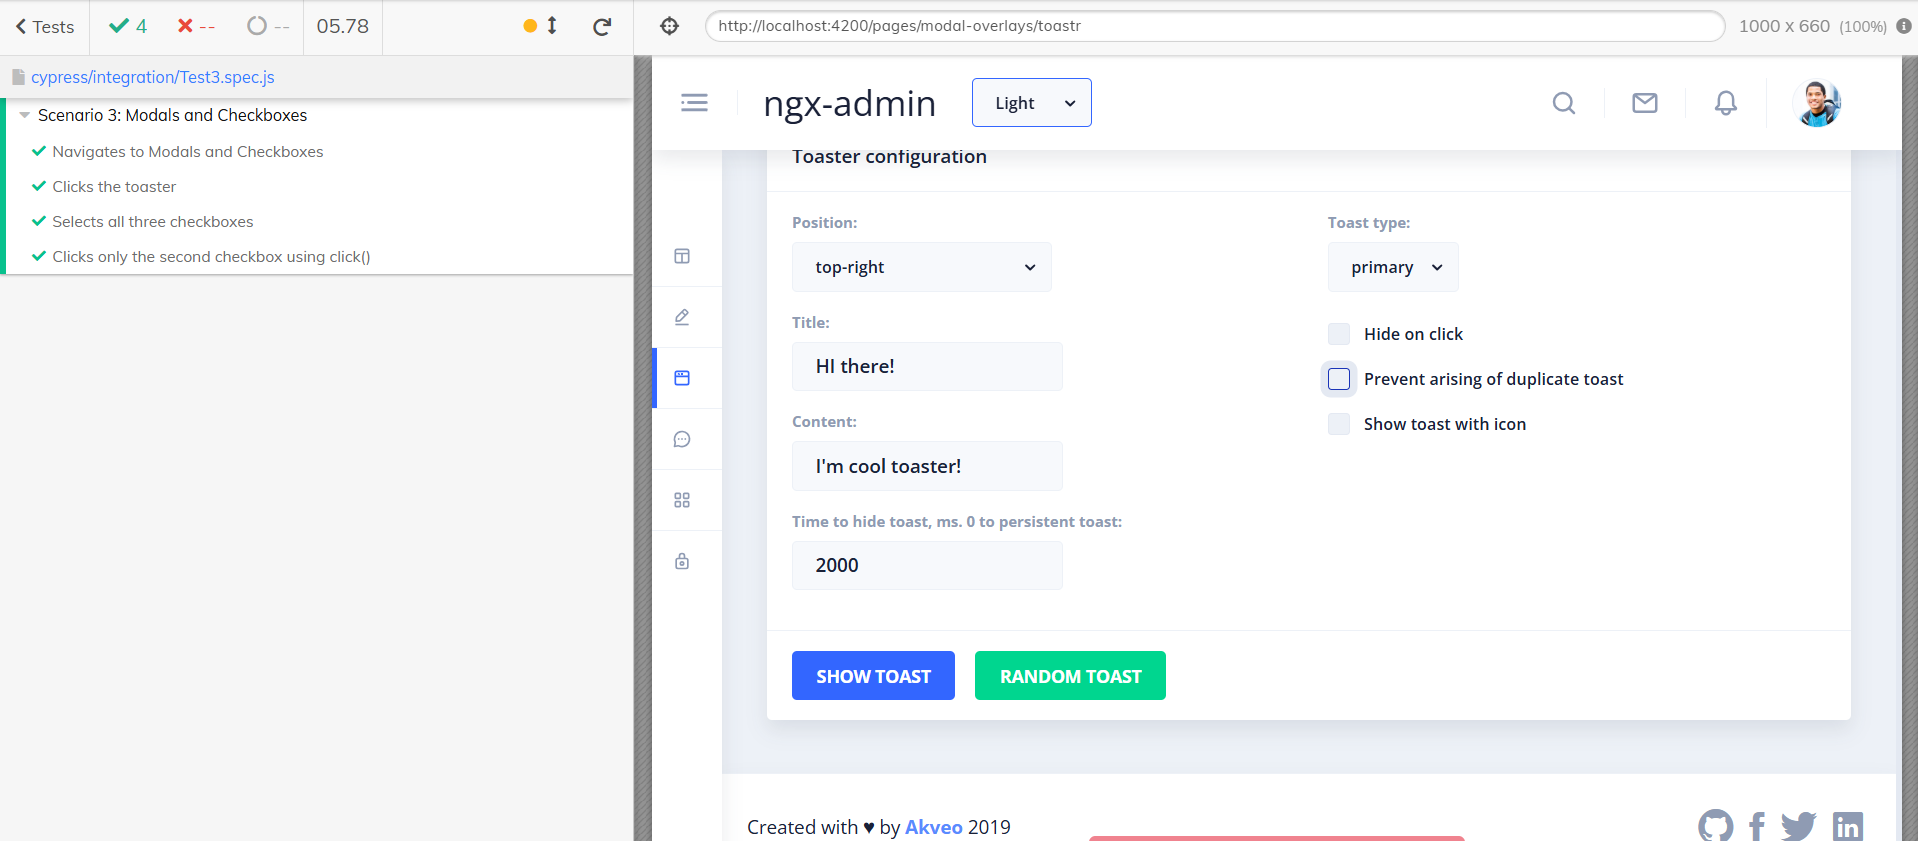 Tests
4
--
--
05.78
http://localhost:4200/pages/modal-overlays/toastr
1000 x 660 (100%)
cypress/integration/Test3.spec.js
Scenario 3: Modals and Checkboxes
Navigates to Modals and Checkboxes
Clicks the toaster
Selects all three checkboxes
Clicks only the second checkbox using click()
ngx-admin
Light
Toaster configuration
Position:
top-right
Title:
HI there!
Content:
I'm cool toaster!
Time to hide toast, ms. 0 to persistent toast:
2000
Toast type:
primary
Hide on click
Prevent arising of duplicate toast
Show toast with icon
SHOW TOAST
RANDOM TOAST
Created with ♥ by Akveo 2019